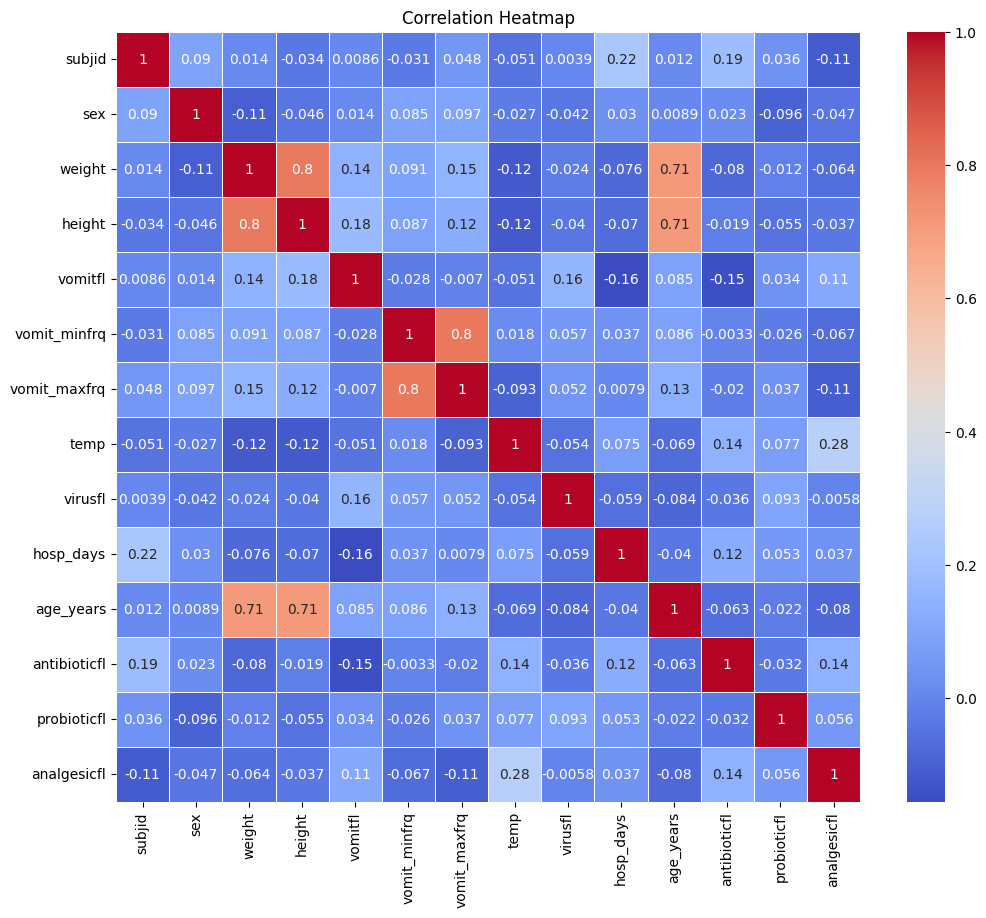 Correlation Heatmap
subjid 1 0.09 0.014 -0.034 0.0086 -0.031 0.048 -0.051 0.0039 0.22 0.012 0.19 0.036 -0.11
sex 0.09 1 -0.11 -0.046 0.014 0.085 0.097 -0.027 -0.042 0.03 0.0089 0.023 -0.096 -0.047
weight 0.014 -0.11 1 0.8 0.14 0.091 0.15 -0.12 -0.024 -0.076 0.71 -0.08 -0.012 -0.064
height -0.034 -0.046 0.8 1 0.18 0.087 0.12 -0.12 -0.04 -0.07 0.71 -0.019 -0.055 -0.037
vomitfl 0.0086 0.014 0.14 0.18 1 -0.028 -0.007 -0.051 0.16 -0.16 0.085 -0.15 0.034 0.11
vomit_minfrq -0.031 0.085 0.091 0.087 -0.028 1 0.8 0.018 0.057 0.037 0.086 -0.0033 -0.026 -0.067
vomit_maxfrq 0.048 0.097 0.15 0.12 -0.007 0.8 1 -0.093 0.052 0.0079 0.13 -0.02 0.037 -0.11
temp -0.051 -0.027 -0.12 -0.12 -0.051 0.018 -0.093 1 -0.054 0.075 -0.069 0.14 0.077 0.28
virusfl 0.0039 -0.042 -0.024 -0.04 0.16 0.057 0.052 -0.054 1 -0.059 -0.084 -0.036 0.093 -0.0058
hosp_days 0.22 0.03 -0.076 -0.07 -0.16 0.037 0.0079 0.075 -0.059 1 -0.04 0.12 0.053 0.037
age_years 0.012 0.0089 0.71 0.71 0.085 0.086 0.13 -0.069 -0.084 -0.04 1 -0.063 -0.022 -0.08
antibioticfl 0.19 0.023 -0.08 -0.019 -0.15 -0.0033 -0.02 0.14 -0.036 0.12 -0.063 1 -0.032 0.14
probioticfl 0.036 -0.096 -0.012 -0.055 0.034 -0.026 0.037 0.077 0.093 0.053 -0.022 -0.032 1 0.056
analgesicfl -0.11 -0.047 -0.064 -0.037 0.11 -0.067 -0.11 0.28 -0.0058 0.037 -0.08 0.14 0.056 1
subjid sex weight height vomitfl vomit_minfrq vomit_maxfrq temp virusfl hosp_days age_years antibioticfl probioticfl analgesicfl
1.0
0.8
0.6
0.4
0.2
0.0